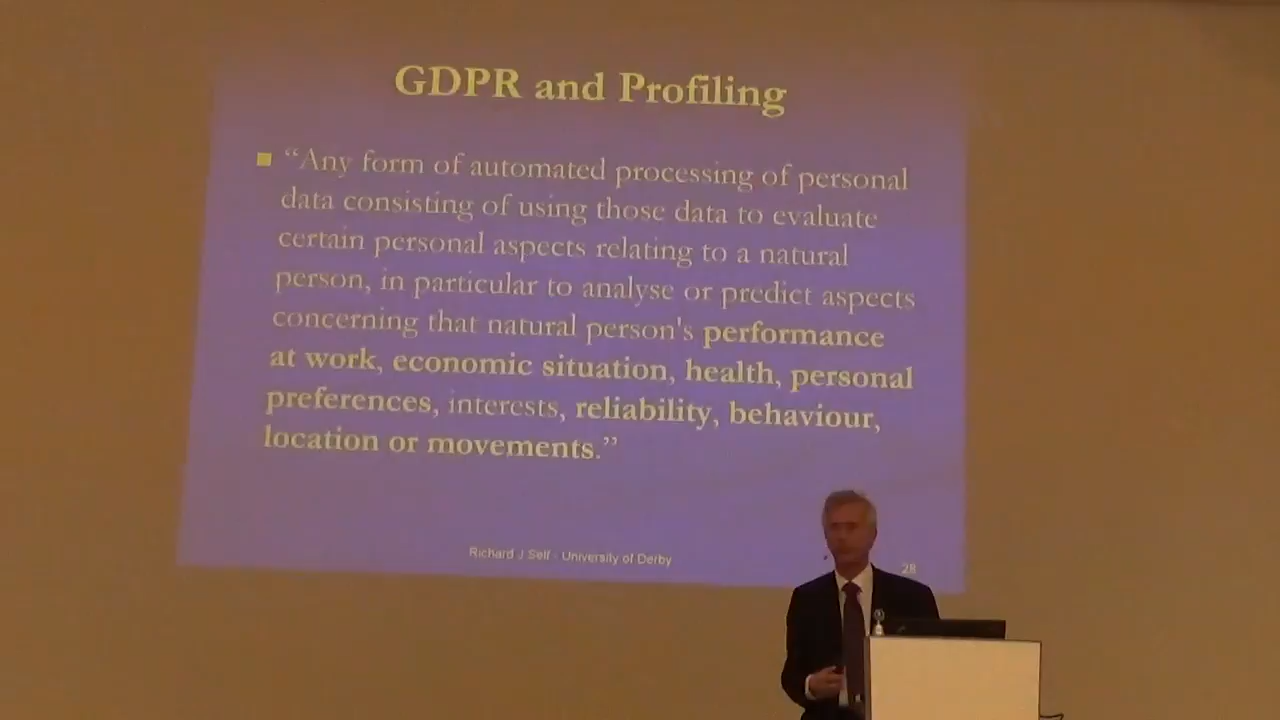 GDPR and Profiling
“Any form of automated processing of personal
data consisting of using those data to evaluate
certain personal aspects relating to a natural
person, in particular to analyse or predict aspects
concerning that natural person's performance
at work, economic situation, health, personal
preferences, interests, reliability, behaviour,
location or movements.”
Richard J Self - University of Derby
28